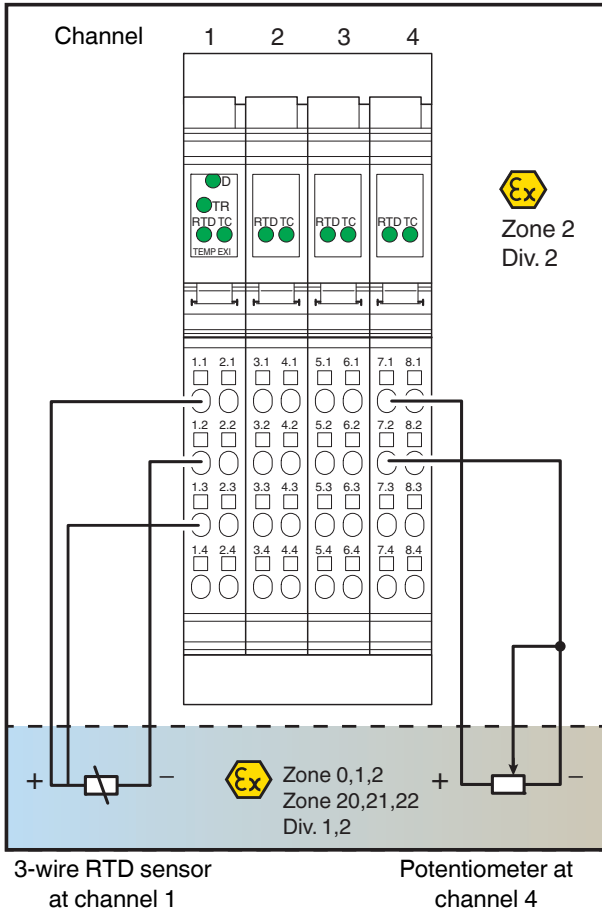 Channel 1 2 3 4
D
TR
RTD TC RTD TC RTD TC RTD TC
TEMP EXI
Ex
Zone 2
Div. 2
1.1 2.1 3.1 4.1 5.1 6.1 7.1 8.1
1.2 2.2 3.2 4.2 5.2 6.2 7.2 8.2
1.3 2.3 3.3 4.3 5.3 6.3 7.3 8.3
1.4 2.4 3.4 4.4 5.4 6.4 7.4 8.4
+ − Ex Zone 0,1,2 + −
Zone 20,21,22
Div. 1,2
3-wire RTD sensor
at channel 1
Potentiometer at
channel 4